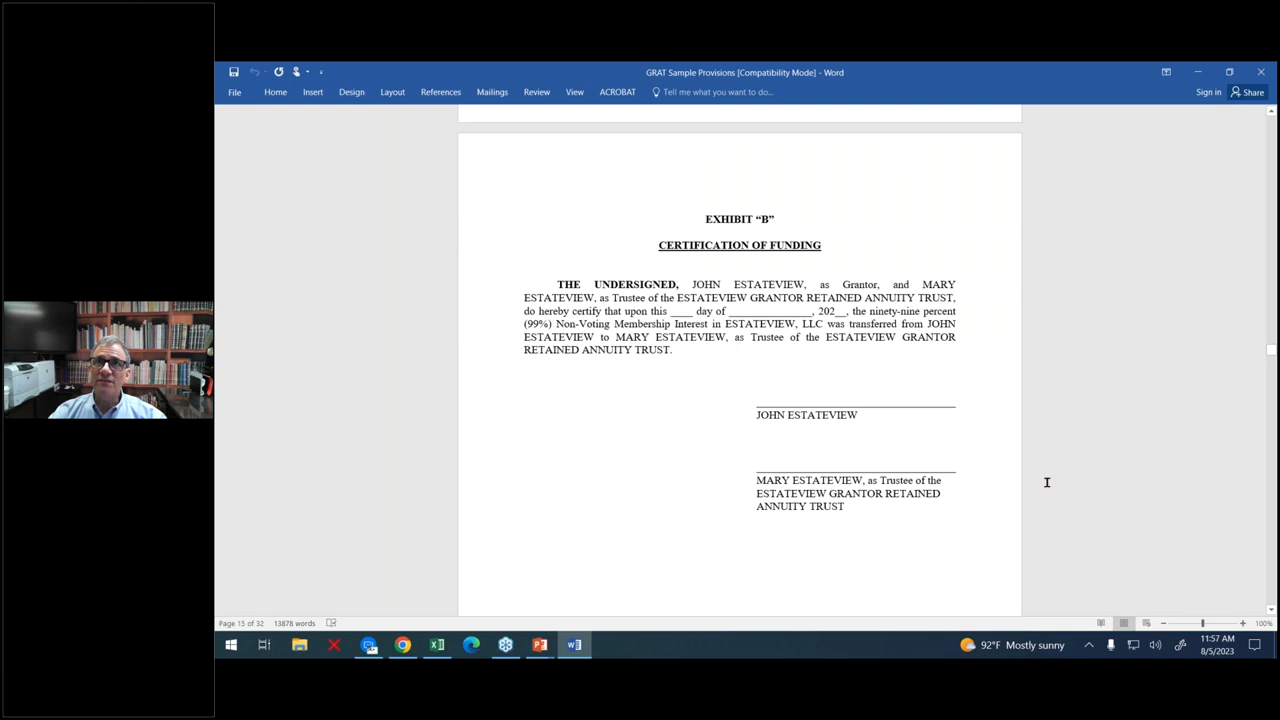 GRAT Sample Provisions [Compatibility Mode] - Word
File Home Insert Design Layout References Mailings Review View ACROBAT Tell me what you want to do... Sign in Share
EXHIBIT “B”
CERTIFICATION OF FUNDING
THE UNDERSIGNED, JOHN ESTATEVIEW, as Grantor, and MARY
ESTATEVIEW, as Trustee of the ESTATEVIEW GRANTOR RETAINED ANNUITY TRUST,
do hereby certify that upon this ____ day of ________________, 202__, the ninety-nine percent
(99%) Non-Voting Membership Interest in ESTATEVIEW, LLC was transferred from JOHN
ESTATEVIEW to MARY ESTATEVIEW, as Trustee of the ESTATEVIEW GRANTOR
RETAINED ANNUITY TRUST.
JOHN ESTATEVIEW
MARY ESTATEVIEW, as Trustee of the
ESTATEVIEW GRANTOR RETAINED
ANNUITY TRUST
Page 15 of 32 13878 words 100%
92°F Mostly sunny 11:57 AM
8/5/2023